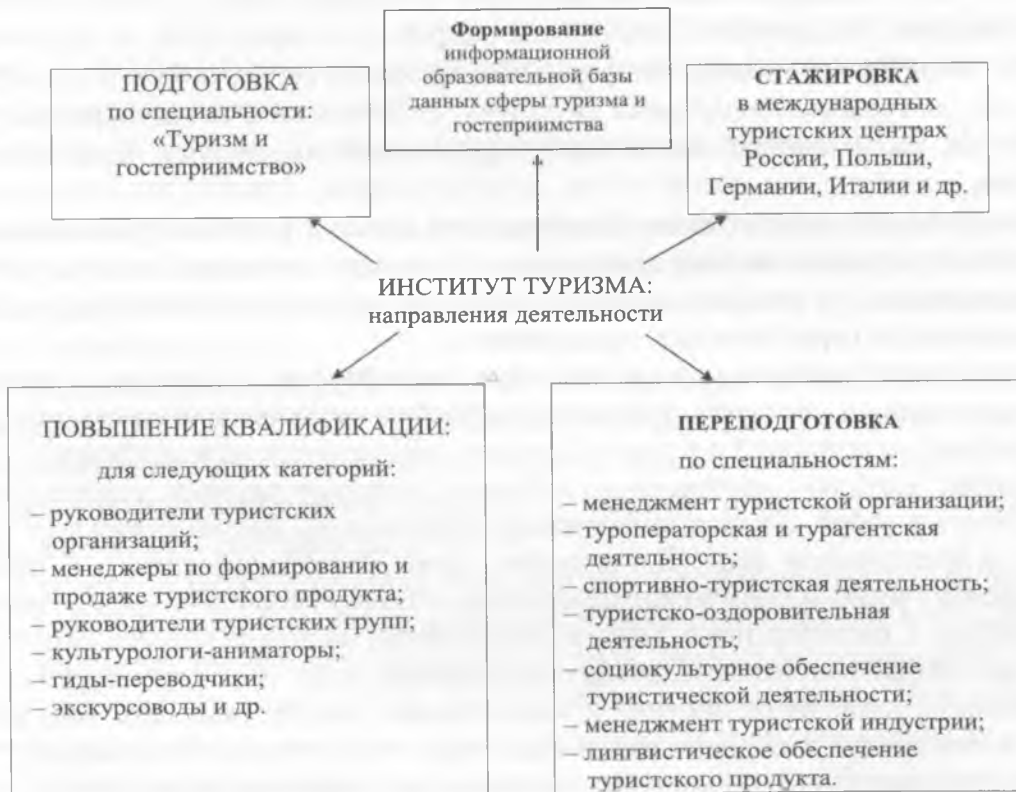 ПОДГОТОВКА
по специальности:
«Туризм и
гостеприимство»
Формирование
информационной
образовательной базы
данных сферы туризма и
гостеприимства
СТАЖИРОВКА
в международных
туристских центрах
России, Польши,
Германии, Италии и др.
ИНСТИТУТ ТУРИЗМА:
направления деятельности
ПОВЫШЕНИЕ КВАЛИФИКАЦИИ:
для следующих категорий:
– руководители туристских
организаций;
– менеджеры по формированию и
продаже туристского продукта;
– руководители туристских групп;
– культурологи-аниматоры;
– гиды-переводчики;
– экскурсоводы и др.
ПЕРЕПОДГОТОВКА
по специальностям:
– менеджмент туристской организации;
– туроператорская и турагентская
деятельность;
– спортивно-туристская деятельность;
– туристско-оздоровительная
деятельность;
– социокультурное обеспечение
туристической деятельности;
– менеджмент туристской индустрии;
– лингвистическое обеспечение
туристского продукта.